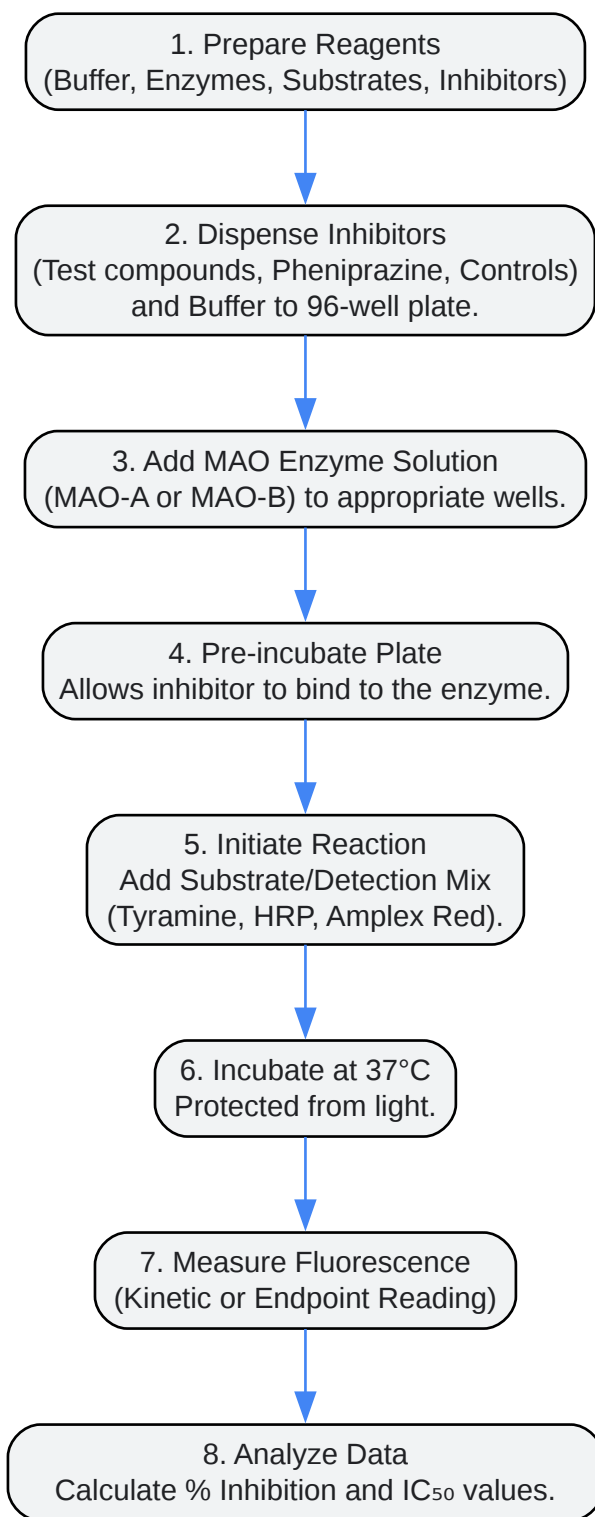 1. Prepare Reagents
(Buffer, Enzymes, Substrates, Inhibitors)
2. Dispense Inhibitors
(Test compounds, Pheniprazine, Controls)
and Buffer to 96-well plate.
3. Add MAO Enzyme Solution
(MAO-A or MAO-B) to appropriate wells.
4. Pre-incubate Plate
Allows inhibitor to bind to the enzyme.
5. Initiate Reaction
Add Substrate/Detection Mix
(Tyramine, HRP, Amplex Red).
6. Incubate at 37°C
Protected from light.
7. Measure Fluorescence
(Kinetic or Endpoint Reading)
8. Analyze Data
Calculate % Inhibition and IC₅₀ values.